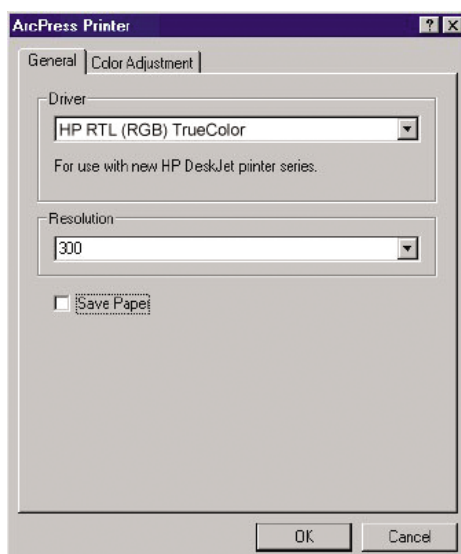 ArcPress Printer
General Color Adjustment
Driver
HP RTL (RGB) TrueColor
For use with new HP DeskJet printer series.
Resolution
300
Save Paper
OK Cancel